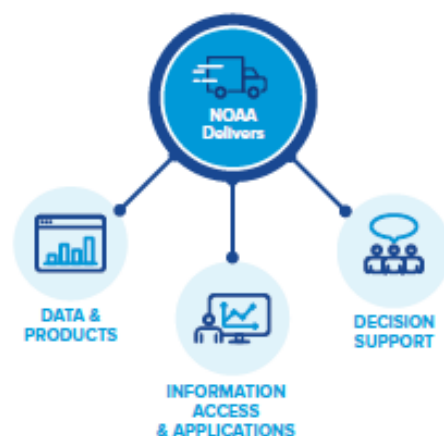 NOAA
Delivers
DATA &
PRODUCTS
INFORMATION
ACCESS
& APPLICATIONS
DECISION
SUPPORT